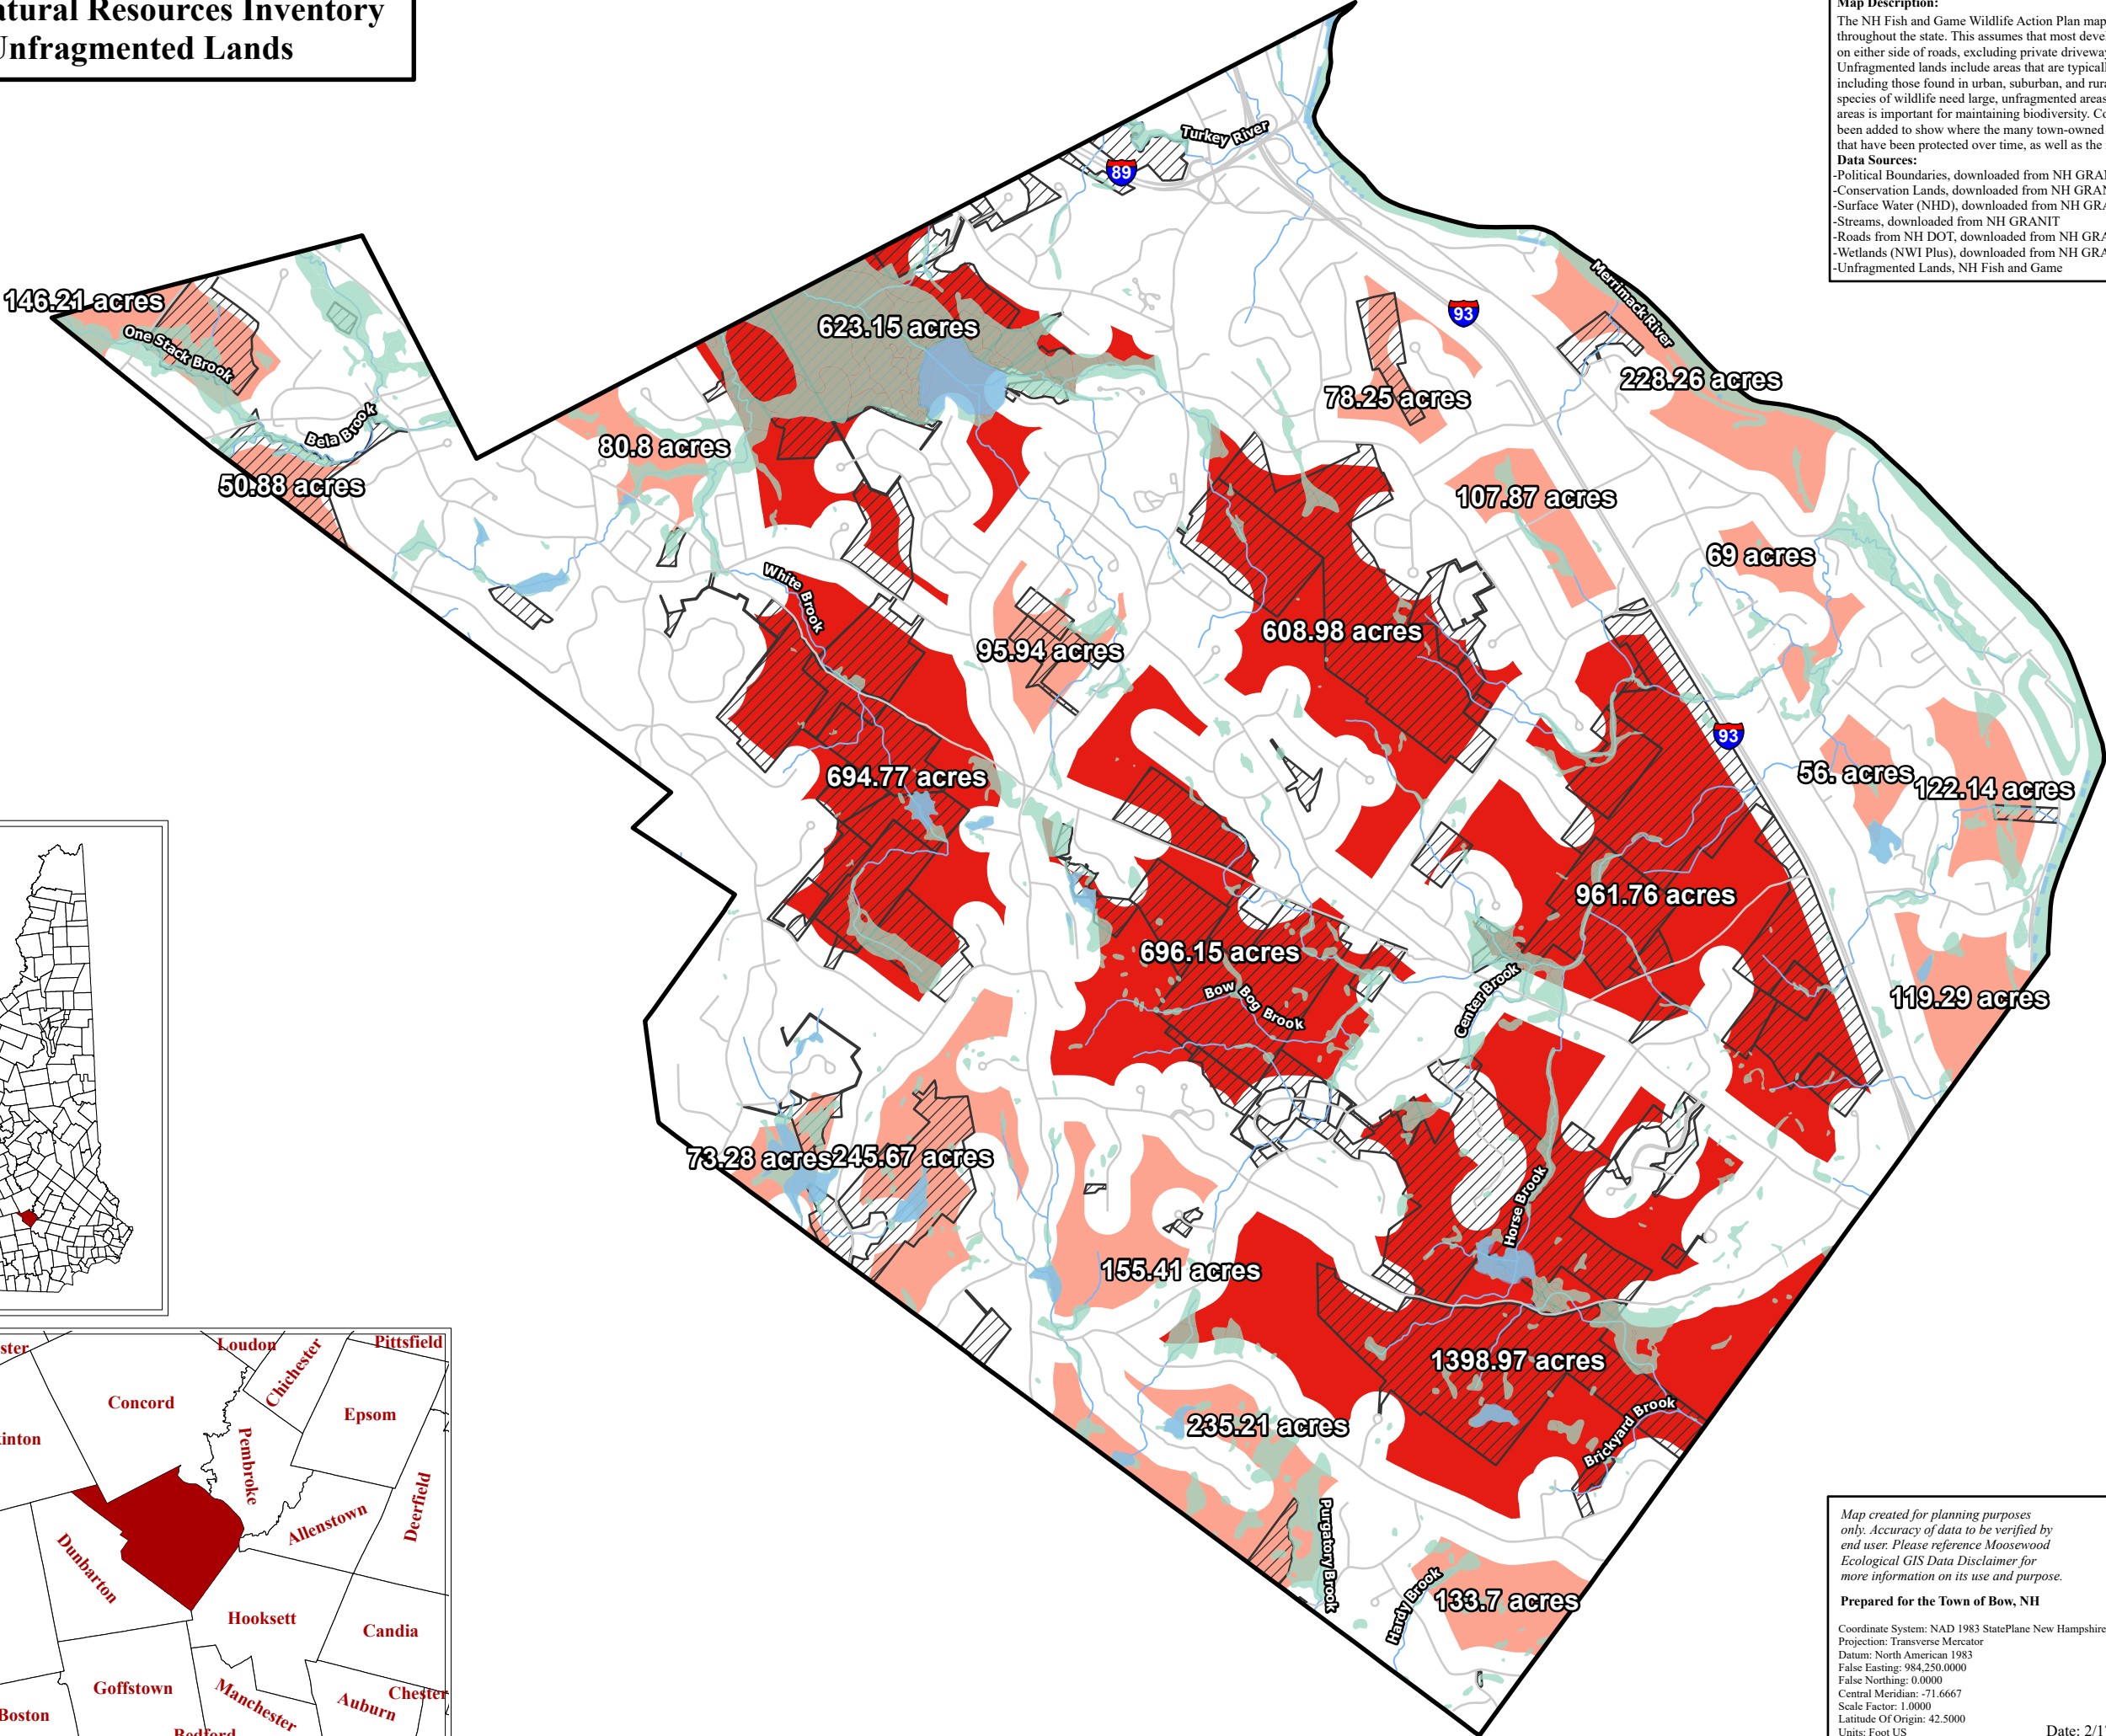 atural Resources Inventory
Unfragmented Lands
Map Description:
The NH Fish and Game Wildlife Action Plan map
throughout the state. This assumes that most deve
on either side of roads, excluding private driveway
Unfragmented lands include areas that are typicall
including those found in urban, suburban, and rura
species of wildlife need large, unfragmented areas
areas is important for maintaining biodiversity. Co
been added to show where the many town-owned
that have been protected over time, as well as the
Data Sources:
-Political Boundaries, downloaded from NH GRA
-Conservation Lands, downloaded from NH GRAN
-Surface Water (NHD), downloaded from NH GRA
-Streams, downloaded from NH GRANIT
-Roads from NH DOT, downloaded from NH GRA
-Wetlands (NWI Plus), downloaded from NH GRA
-Unfragmented Lands, NH Fish and Game
Turkey River
89
Merrimack River
146.21 acres
One Stack Brook
623.15 acres
93
228.26 acres
78.25 acres
Bela Brook
80.8 acres
50.88 acres
107.87 acres
69 acres
White Brook
608.98 acres
95.94 acres
93
694.77 acres
56. acres
122.14 acres
961.76 acres
696.15 acres
Bow Bog Brook
Center Brook
119.29 acres
73.28 acres
245.67 acres
Horse Brook
155.41 acres
1398.97 acres
235.21 acres
Brickyard Brook
Purgatory Brook
Hardy Brook
133.7 acres
ster
Loudon
Chichester
Pittsfield
Concord
Epsom
inton
Pembroke
Deerfield
Allenstown
Dunbarton
Hooksett
Candia
Goffstown
Manchester
Auburn
Chester
Boston
Bedford
Map created for planning purposes
only. Accuracy of data to be verified by
end user. Please reference Moosewood
Ecological GIS Data Disclaimer for
more information on its use and purpose.
Prepared for the Town of Bow, NH
Coordinate System: NAD 1983 StatePlane New Hampshire
Projection: Transverse Mercator
Datum: North American 1983
False Easting: 984,250.0000
False Northing: 0.0000
Central Meridian: -71.6667
Scale Factor: 1.0000
Latitude Of Origin: 42.5000
Units: Foot US
Date: 2/1